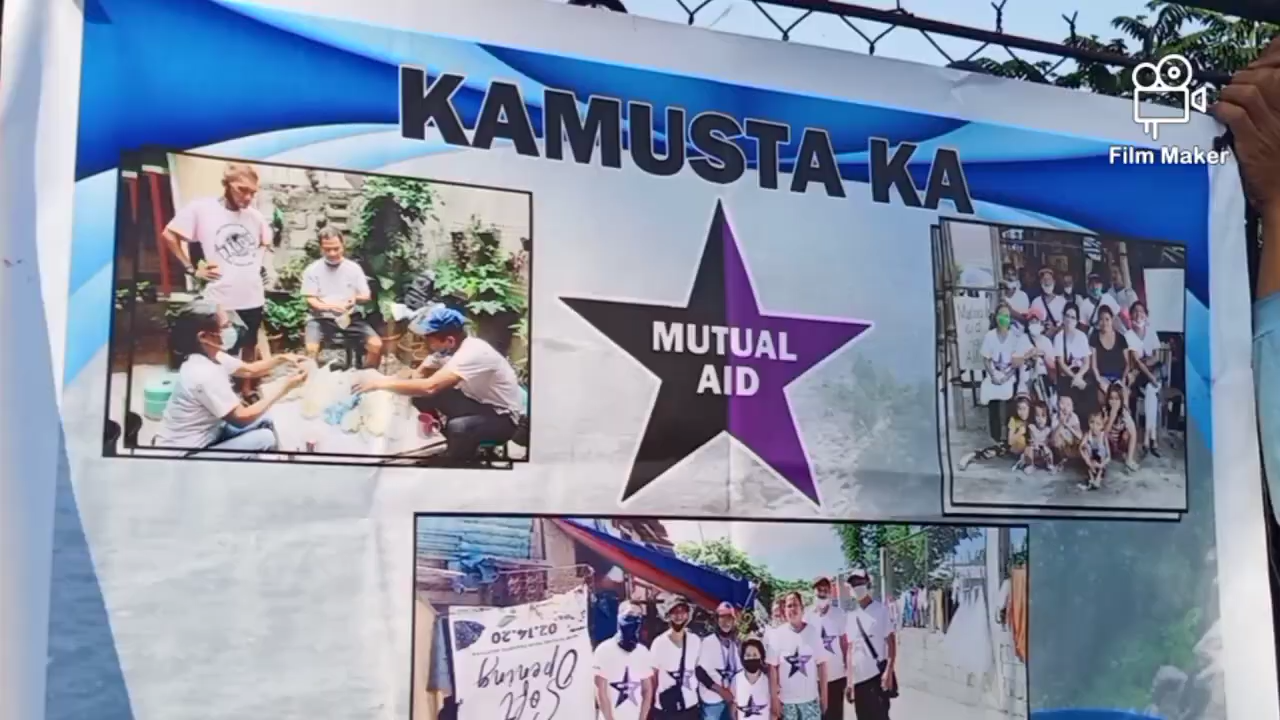 KAMUSTA KA
Film Maker
MUTUAL
AID
02.14.20
Soft
Opening